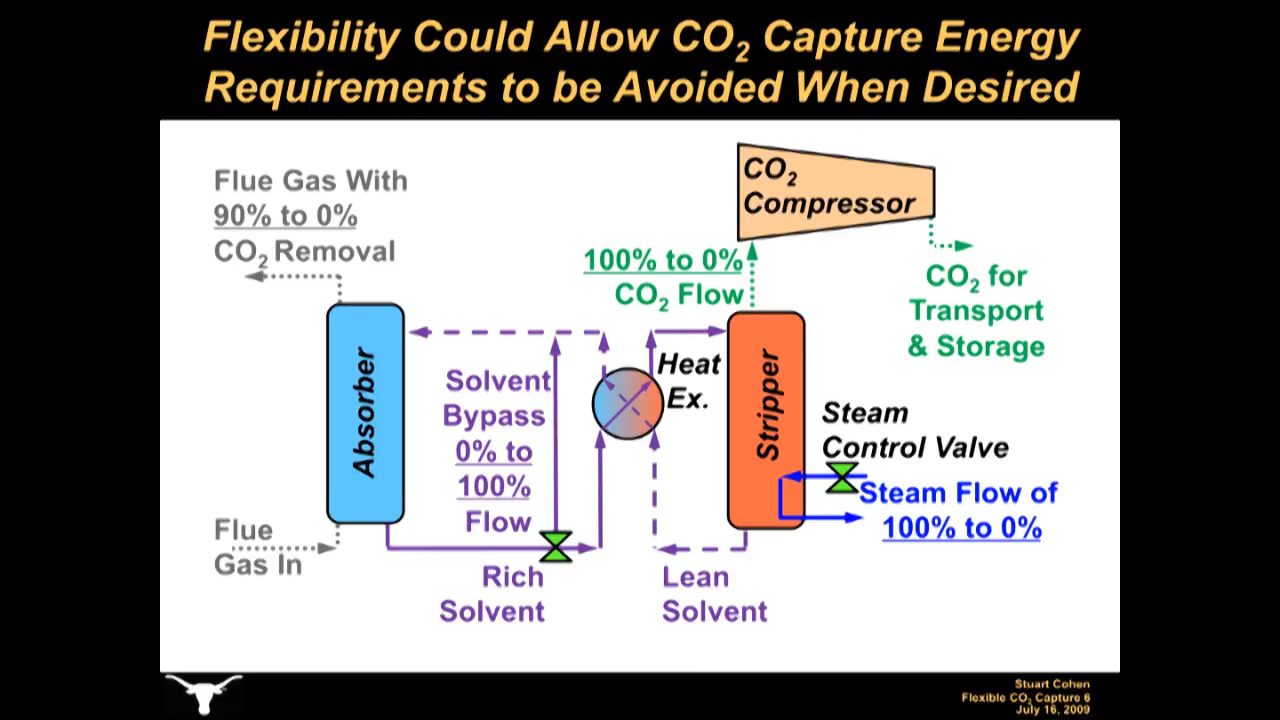 Flexibility Could Allow CO₂ Capture Energy
Requirements to be Avoided When Desired
Flue Gas With
90% to 0%
CO₂ Removal
CO₂
Compressor
100% to 0%
CO₂ Flow
CO₂ for
Transport
& Storage
Absorber
Solvent
Bypass
0% to
100%
Flow
Heat
Ex.
Stripper
Steam
Control Valve
Steam Flow of
100% to 0%
Flue
Gas In
Rich
Solvent
Lean
Solvent
Stuart Cohen
Flexible CO₂ Capture 6
July 16, 2009